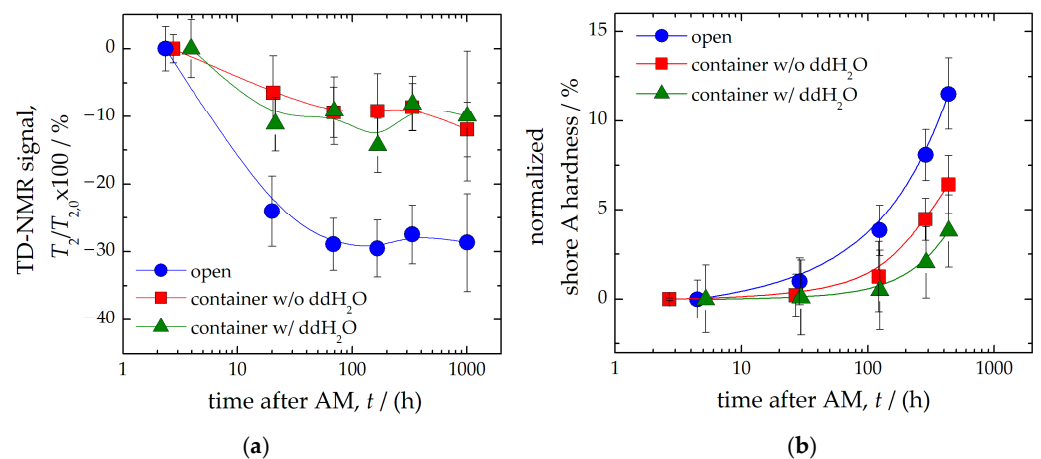 TD-NMR signal,
T₂/T₂,₀x100 / %
0
−10
−20
−30
−40
open
container w/o ddH₂O
container w/ ddH₂O
1 10 100 1000
time after AM, t / (h)
(a)
normalized
shore A hardness / %
15
10
5
0
open
container w/o ddH₂O
container w/ ddH₂O
1 10 100 1000
time after AM, t / (h)
(b)